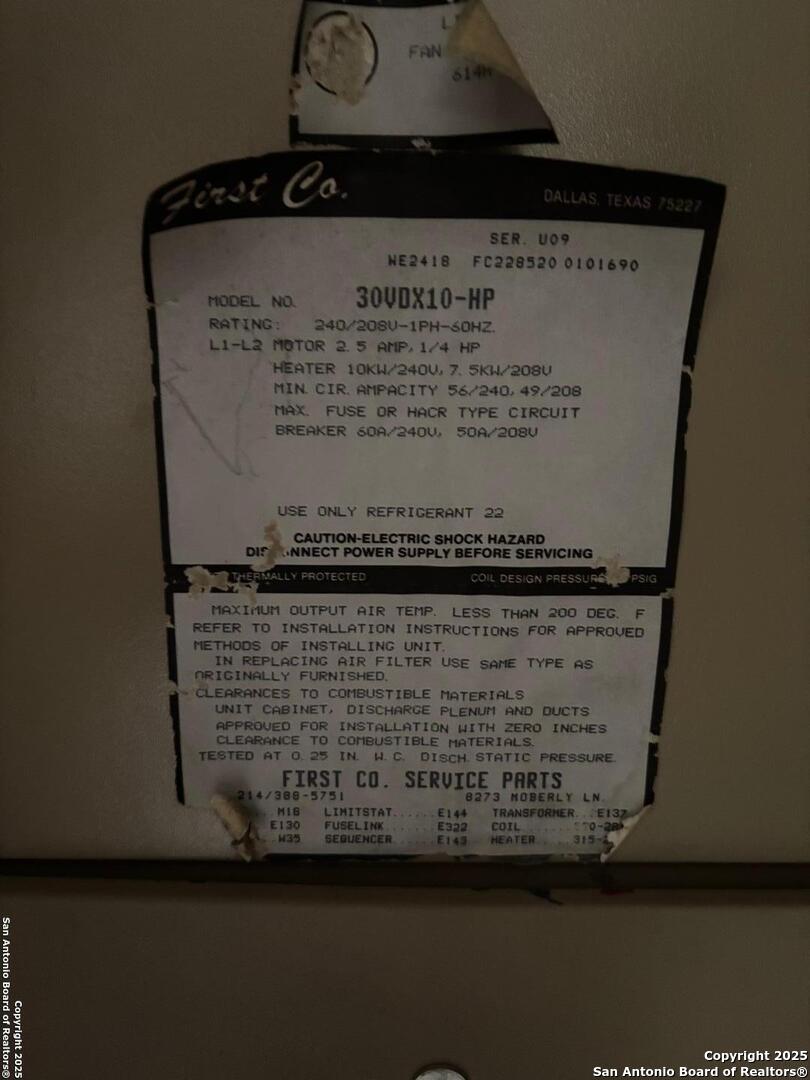 FAN
614M
First Co.
DALLAS, TEXAS 75227
SER. U09
WE2418 FC228520 0101690
MODEL NO. 30VDX10-HP
RATING: 240/208V-1PH-60HZ.
L1-L2 MOTOR 2.5 AMP, 1/4 HP
HEATER 10KW/240V, 7.5KW/208V
MIN. CIR. AMPACITY 56/240, 49/208
MAX. FUSE OR HACR TYPE CIRCUIT
BREAKER 60A/240V, 50A/208V
USE ONLY REFRIGERANT 22
CAUTION-ELECTRIC SHOCK HAZARD
DISCONNECT POWER SUPPLY BEFORE SERVICING
THERMALLY PROTECTED COIL DESIGN PRESSURE PSIG
MAXIMUM OUTPUT AIR TEMP. LESS THAN 200 DEG. F
REFER TO INSTALLATION INSTRUCTIONS FOR APPROVED
METHODS OF INSTALLING UNIT.
IN REPLACING AIR FILTER USE SAME TYPE AS
ORIGINALLY FURNISHED.
CLEARANCES TO COMBUSTIBLE MATERIALS
UNIT CABINET, DISCHARGE PLENUM AND DUCTS
APPROVED FOR INSTALLATION WITH ZERO INCHES
CLEARANCE TO COMBUSTIBLE MATERIALS.
TESTED AT 0.25 IN. W.C. DISCH. STATIC PRESSURE.
FIRST CO. SERVICE PARTS
214/388-5751 8273 MOBERLY LN.
M16 LIMITSTAT......E144 TRANSFORMER...E137
E130 FUSELINK.......E322 COIL
W35 SEQUENCER......E143 HEATER.....315-
San Antonio Board of Realtors®
Copyright 2025
Copyright 2025
San Antonio Board of Realtors®